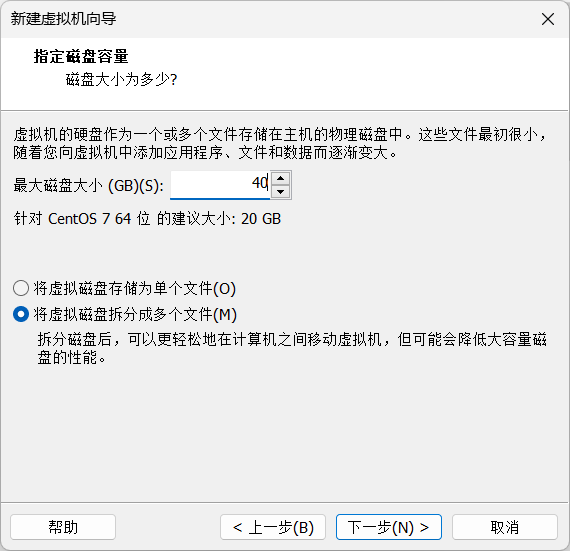 新建虚拟机向导
指定磁盘容量
磁盘大小为多少?
虚拟机的硬盘作为一个或多个文件存储在主机的物理磁盘中。这些文件最初很小，
随着您向虚拟机中添加应用程序、文件和数据而逐渐变大。
最大磁盘大小 (GB)(S): 40
针对 CentOS 7 64 位 的建议大小: 20 GB
将虚拟磁盘存储为单个文件(O)
将虚拟磁盘拆分成多个文件(M)
拆分磁盘后，可以更轻松地在计算机之间移动虚拟机，但可能会降低大容量磁
盘的性能。
帮助 < 上一步(B) 下一步(N) > 取消